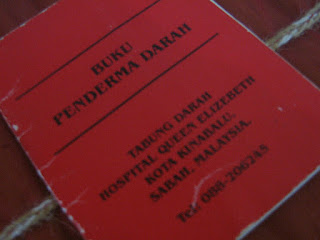 BUKU
PENDERMA DARAH
TABUNG DARAH
HOSPITAL QUEEN ELIZEBETH
KOTA KINABALU,
SABAH, MALAYSIA.
Tel: 088-206245